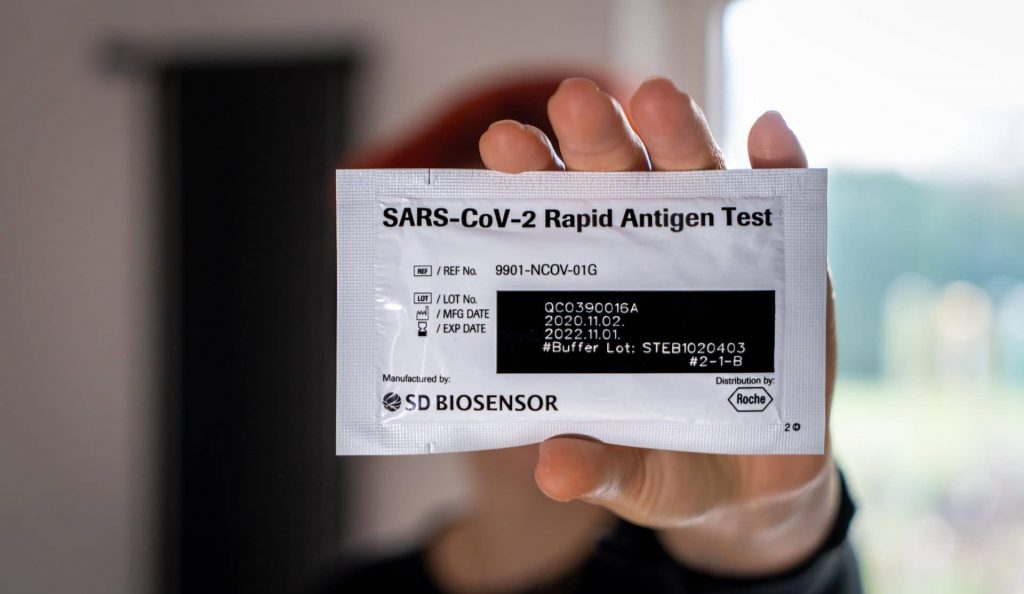 SARS-CoV-2 Rapid Antigen Test
REF / REF No. 9901-NCOV-01G
LOT / LOT No. QC0390016A
/ MFG DATE 2020.11.02.
/ EXP DATE 2022.11.01.
#Buffer Lot: STEB1020403
#2-1-B
Manufactured by:
SD BIOSENSOR
Distribution by:
Roche
2